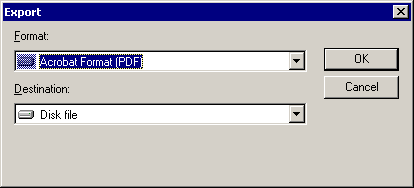 Export
Format:
Acrobat Format (PDF)
OK
Cancel
Destination:
Disk file